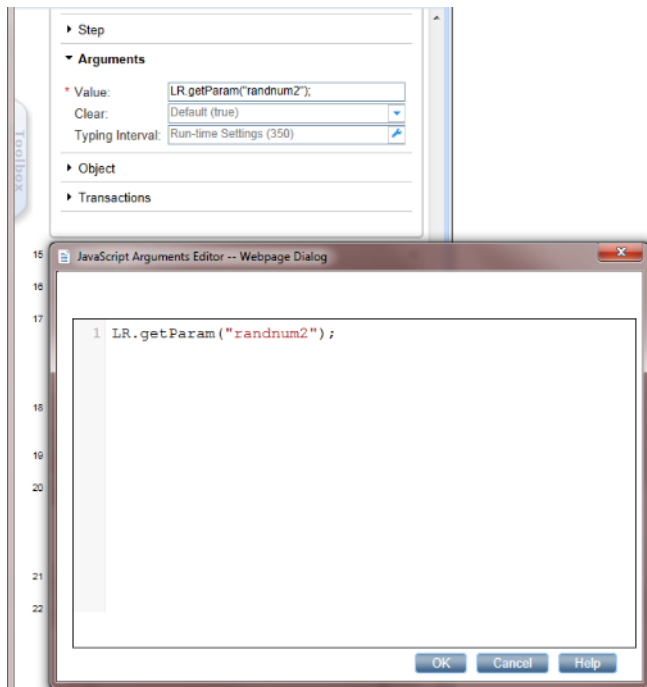 Step
Arguments
* Value: LR.getParam("randnum2");
Clear: Default (true)
Typing Interval: Run-time Settings (350)
Object
Transactions
Toolbox
15
16
17
18
19
20
21
22
JavaScript Arguments Editor -- Webpage Dialog
x
1 LR.getParam("randnum2");
OK Cancel Help